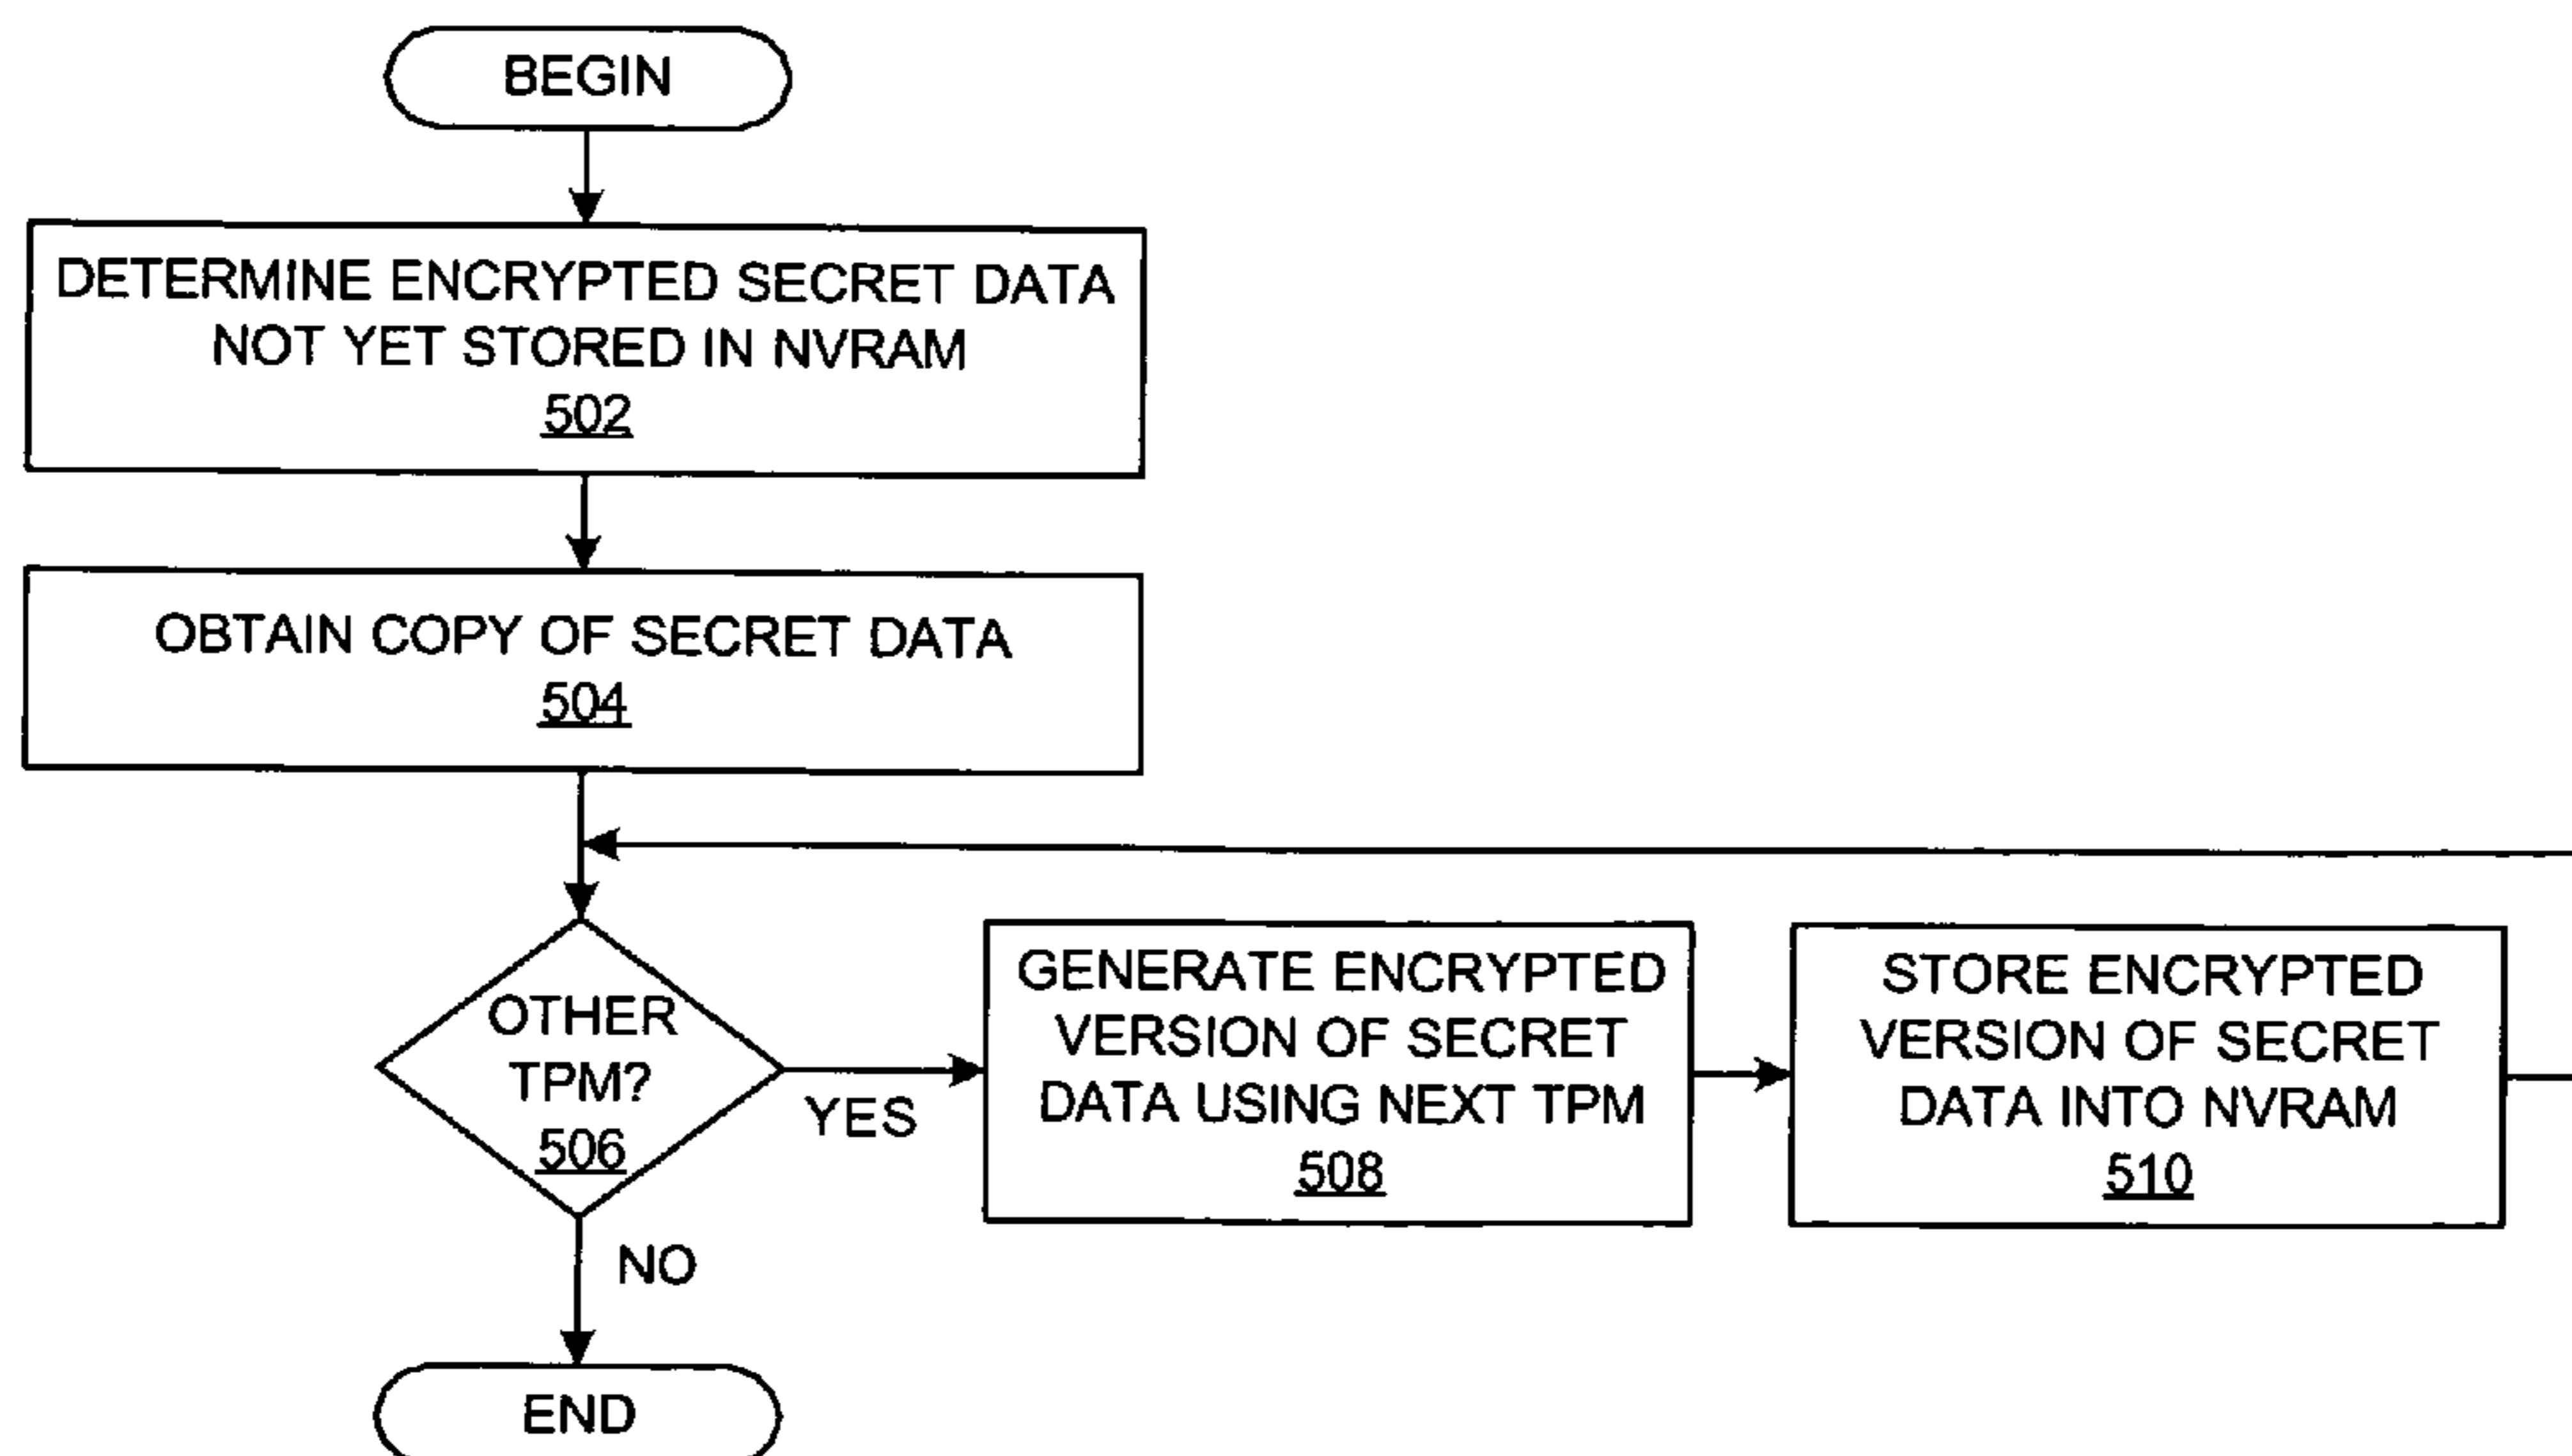 BEGIN
DETERMINE ENCRYPTED SECRET DATA
NOT YET STORED IN NVRAM
502
OBTAIN COPY OF SECRET DATA
504
OTHER
TPM?
506
YES
GENERATE ENCRYPTED
VERSION OF SECRET
DATA USING NEXT TPM
508
STORE ENCRYPTED
VERSION OF SECRET
DATA INTO NVRAM
510
NO
END